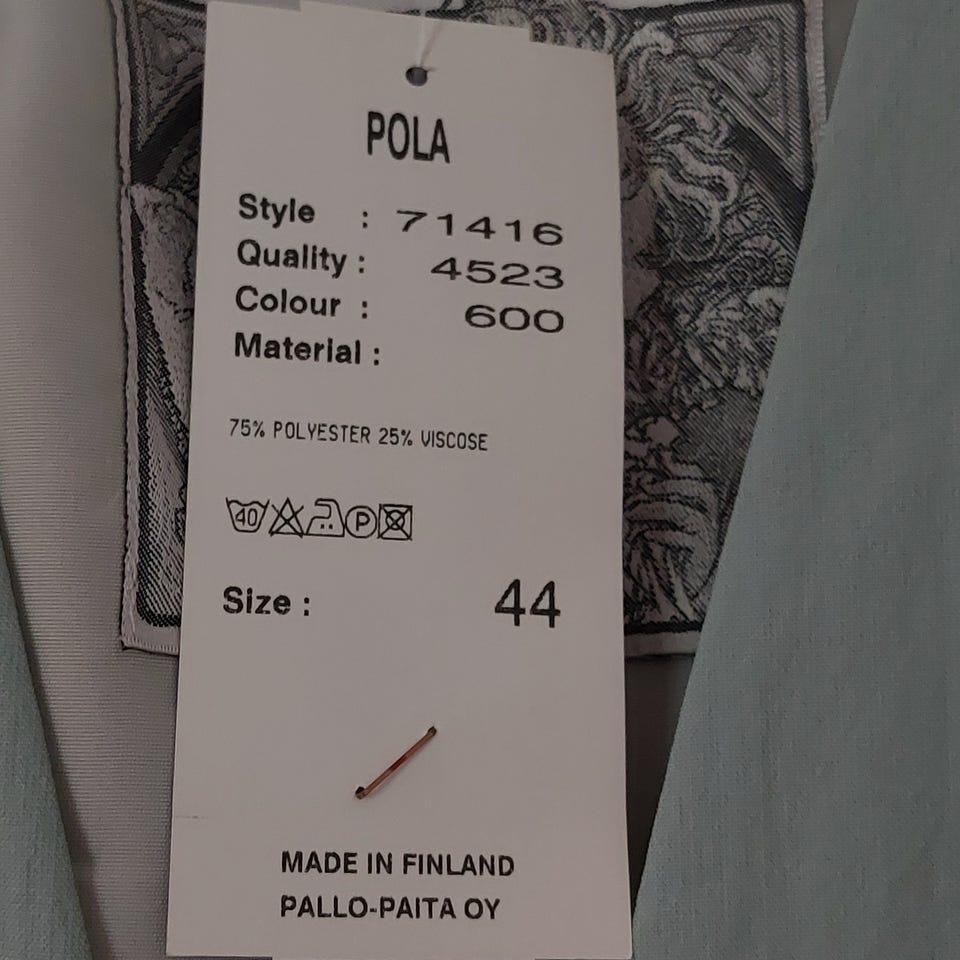 POLA
Style : 71416
Quality : 4523
Colour : 600
Material :
75% POLYESTER 25% VISCOSE
40 P
Size : 44
MADE IN FINLAND
PALLO-PAITA OY